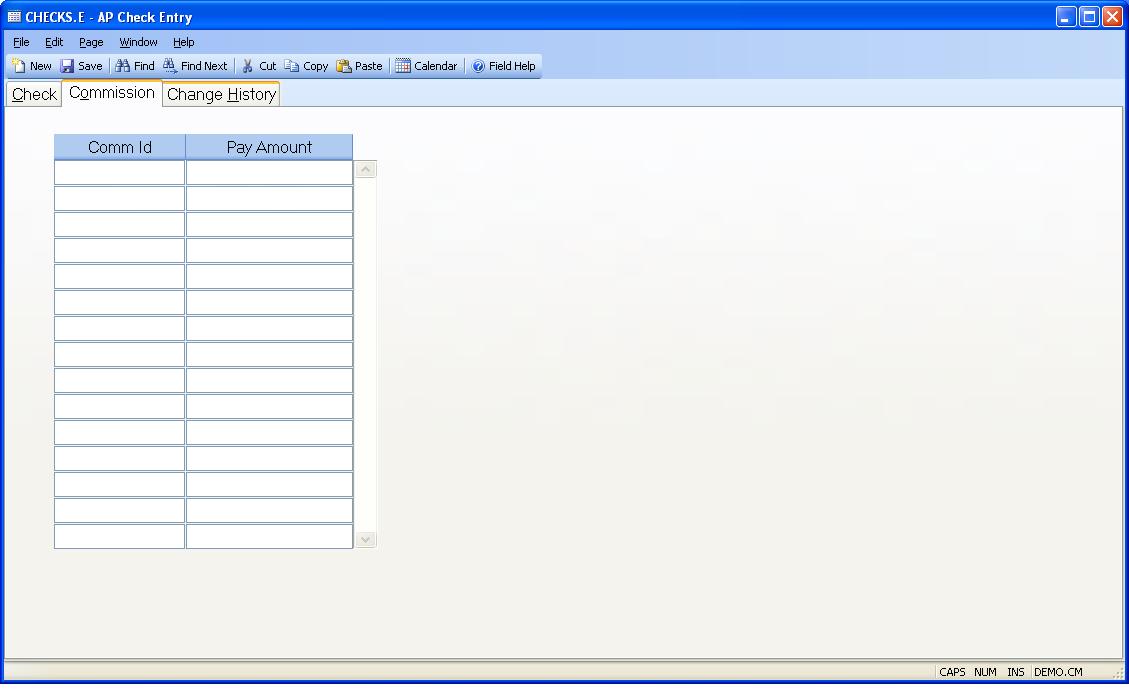 CHECKS.E - AP Check Entry
File Edit Page Window Help
New Save Find Find Next Cut Copy Paste Calendar Field Help
Check Commission Change History
Comm Id Pay Amount
CAPS NUM INS DEMO.CM